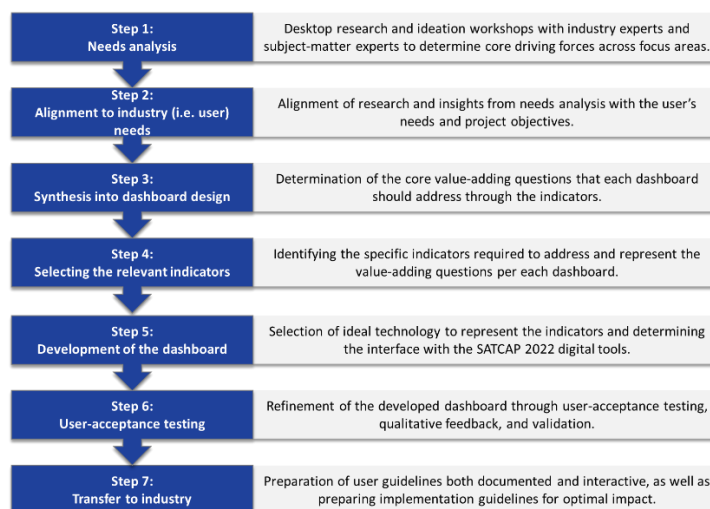 Step 1:
Needs analysis
Desktop research and ideation workshops with industry experts and
subject-matter experts to determine core driving forces across focus areas.
Step 2:
Alignment to industry (i.e. user)
needs
Alignment of research and insights from needs analysis with the user's
needs and project objectives.
Step 3:
Synthesis into dashboard design
Determination of the core value-adding questions that each dashboard
should address through the indicators.
Step 4:
Selecting the relevant indicators
Identifying the specific indicators required to address and represent the
value-adding questions per each dashboard.
Step 5:
Development of the dashboard
Selection of ideal technology to represent the indicators and determining
the interface with the SATCAP 2022 digital tools.
Step 6:
User-acceptance testing
Refinement of the developed dashboard through user-acceptance testing,
qualitative feedback, and validation.
Step 7:
Transfer to industry
Preparation of user guidelines both documented and interactive, as well as
preparing implementation guidelines for optimal impact.